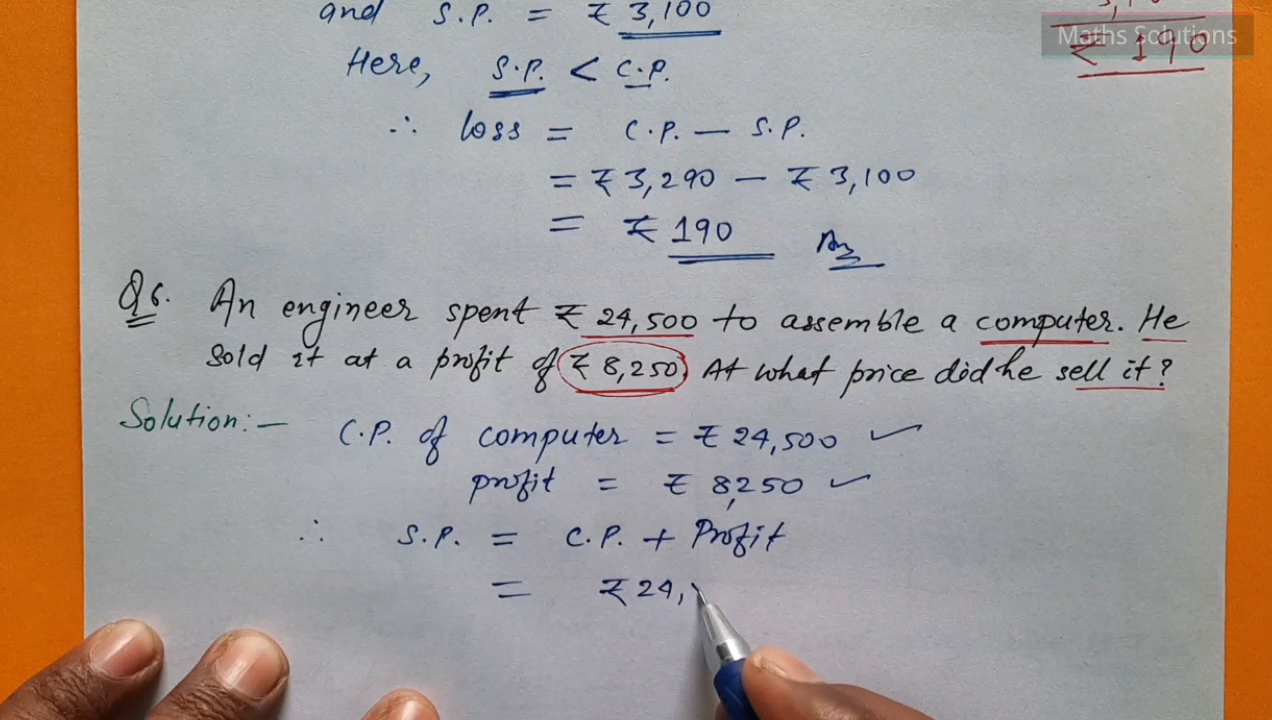 and S.P. = ₹ 3,100
Maths Solutions
₹ 190
Here, S.P. < C.P.
∴ loss = C.P. — S.P.
= ₹ 3,290 — ₹ 3,100
= ₹ 190 Ans
Q6. An engineer spent ₹ 24,500 to assemble a computer. He
sold it at a profit of ₹ 8,250. At what price did he sell it?
Solution:— C.P. of computer = ₹ 24,500
profit = ₹ 8,250
∴ S.P. = C.P. + Profit
= ₹ 24,